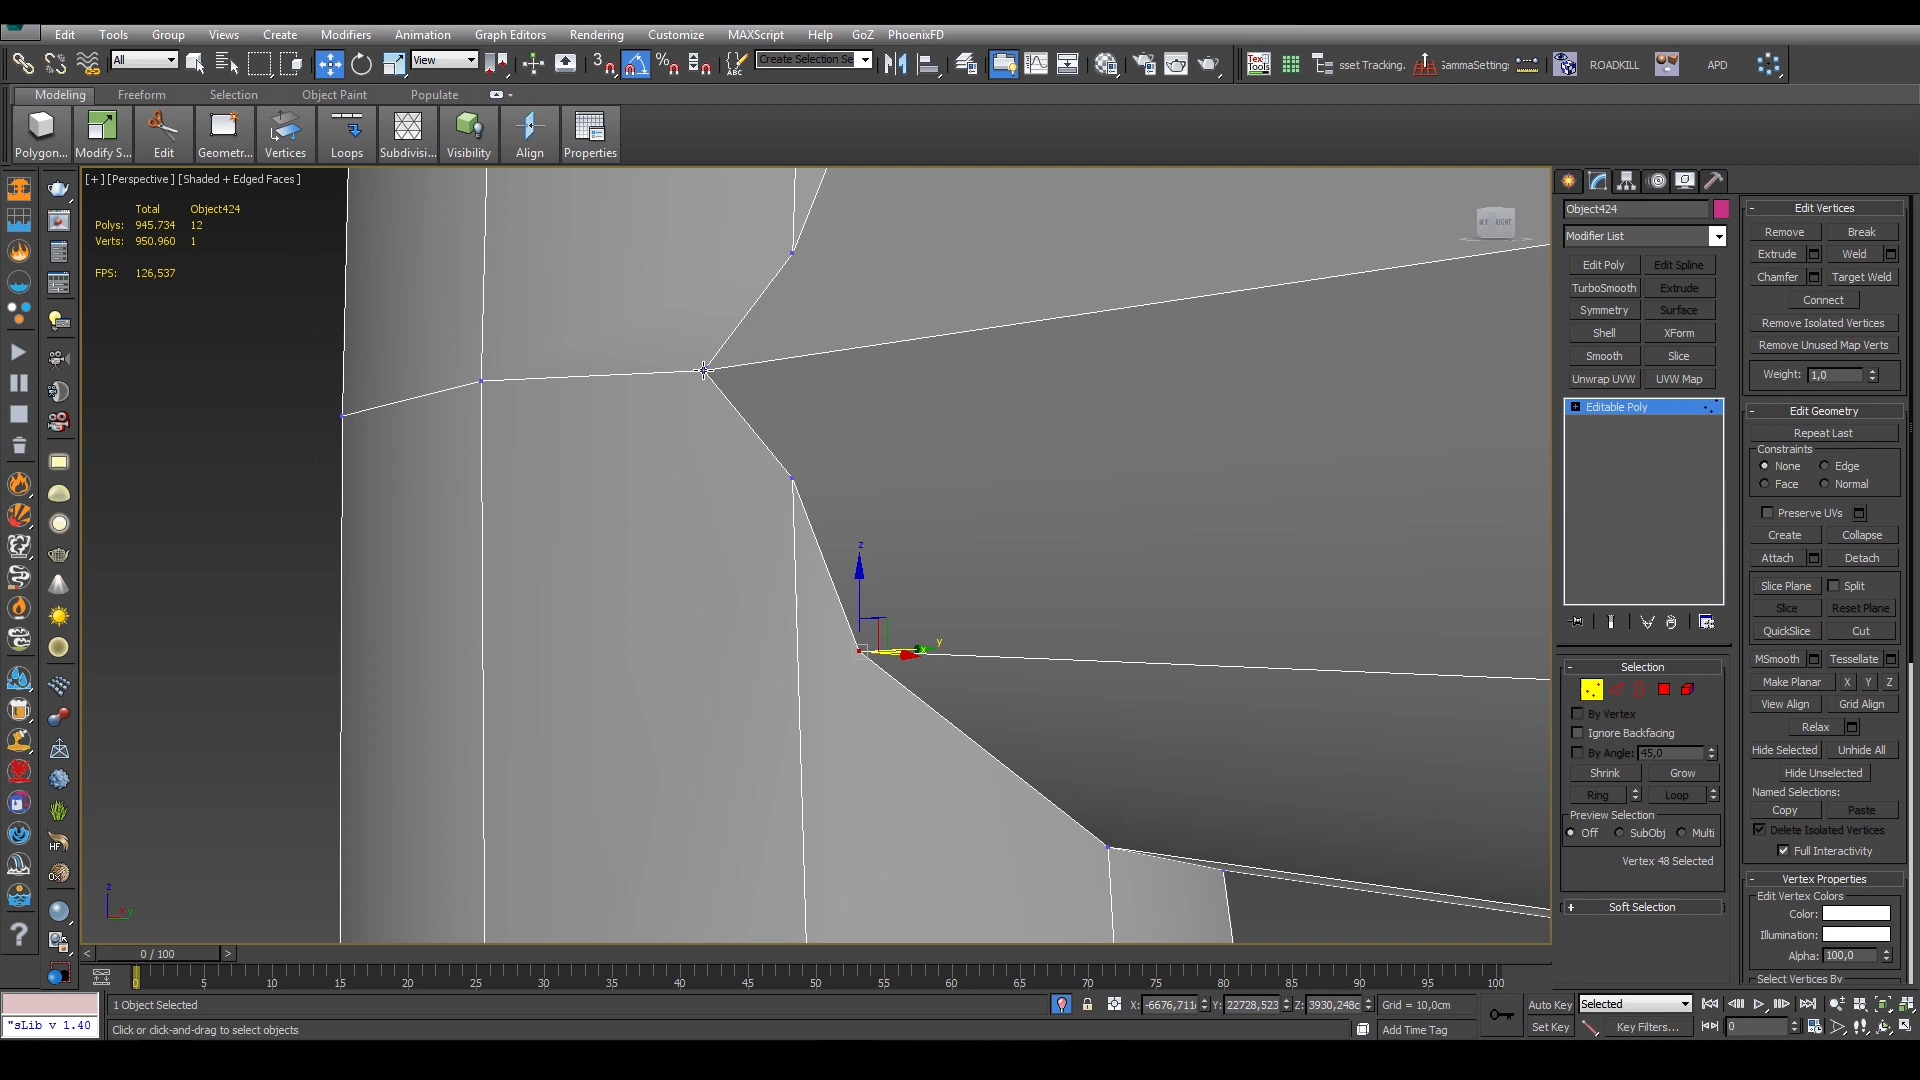 Edit Tools Group Views Create Modifiers Animation Graph Editors Rendering Customize MAXScript Help GoZ PhoenixFD
All View 3 Create Selection Se Tex Tools sset Tracking. GammaSetting: ROADKILL APD
Modeling Freeform Selection Object Paint Populate
Polygon... Modify S... Edit Geometr... Vertices Loops Subdivisi... Visibility Align Properties
[+] [Perspective ] [Shaded + Edged Faces ]
Total Object424
Polys: 945.734 12
Verts: 950.960 1
FPS: 126,537
RIGHT
z
y
x
z
y
HF
Object424
Modifier List
Edit Poly Edit Spline
TurboSmooth Extrude
Symmetry Surface
Shell XForm
Smooth Slice
Unwrap UVW UVW Map
Editable Poly
Selection
By Vertex
Ignore Backfacing
By Angle: 45,0
Shrink Grow
Ring Loop
Preview Selection
Off SubObj Multi
Vertex 48 Selected
+ Soft Selection
- Edit Vertices
Remove Break
Extrude Weld
Chamfer Target Weld
Connect
Remove Isolated Vertices
Remove Unused Map Verts
Weight: 1,0
- Edit Geometry
Repeat Last
Constraints
None Edge
Face Normal
Preserve UVs
Create Collapse
Attach Detach
Slice Plane Split
Slice Reset Plane
QuickSlice Cut
MSmooth Tessellate
Make Planar X Y Z
View Align Grid Align
Relax
Hide Selected Unhide All
Hide Unselected
Named Selections:
Copy Paste
Delete Isolated Vertices
Full Interactivity
- Vertex Properties
Edit Vertex Colors
Color:
Illumination:
Alpha: 100,0
Select Vertices By
< 0 / 100 >
0 5 10 15 20 25 30 35 40 45 50 55 60 65 70 75 80 85 90 95 100
1 Object Selected X: -6676,711 Y: 22728,523 Z: 3930,248c Grid = 10,0cm Auto Key Selected
"sLib v 1.40 Click or click-and-drag to select objects Add Time Tag Set Key Key Filters... 0